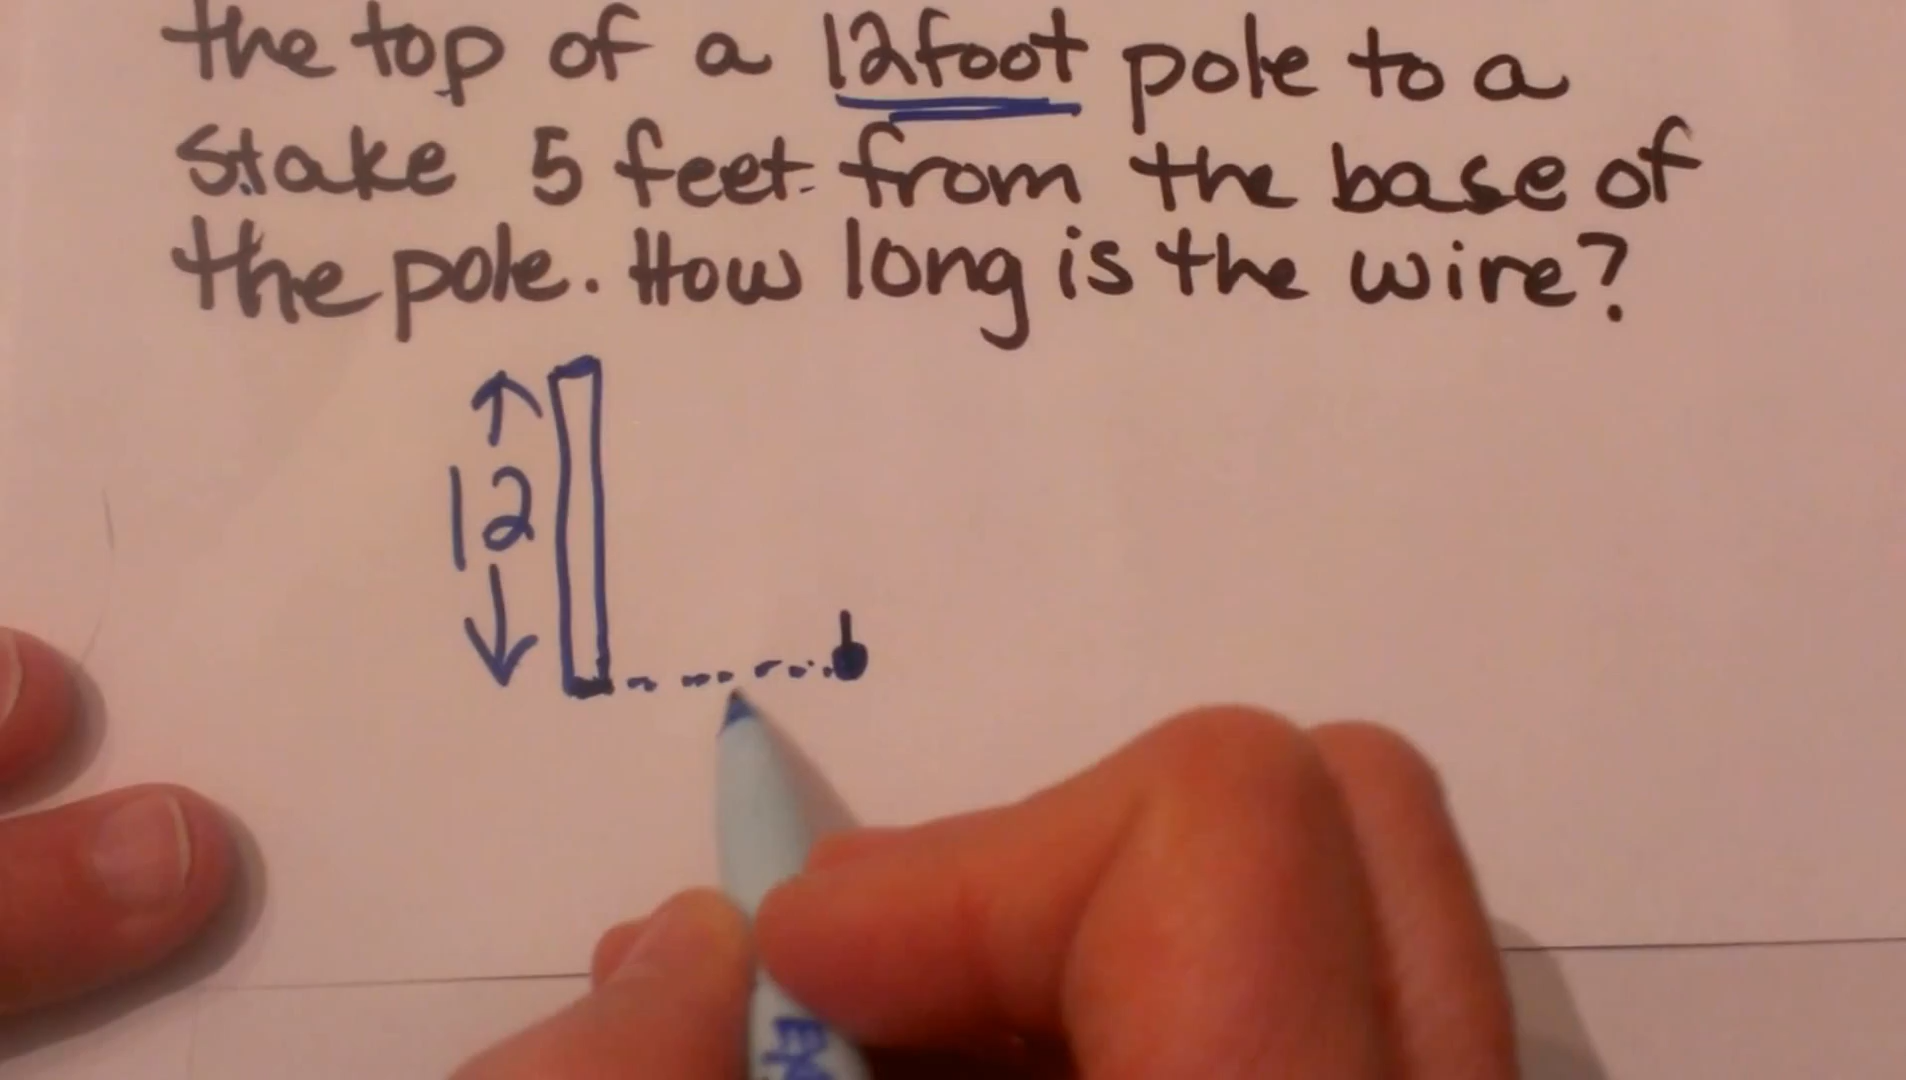 the top of a 12foot pole to a
stake 5 feet from the base of
the pole. How long is the wire?
12